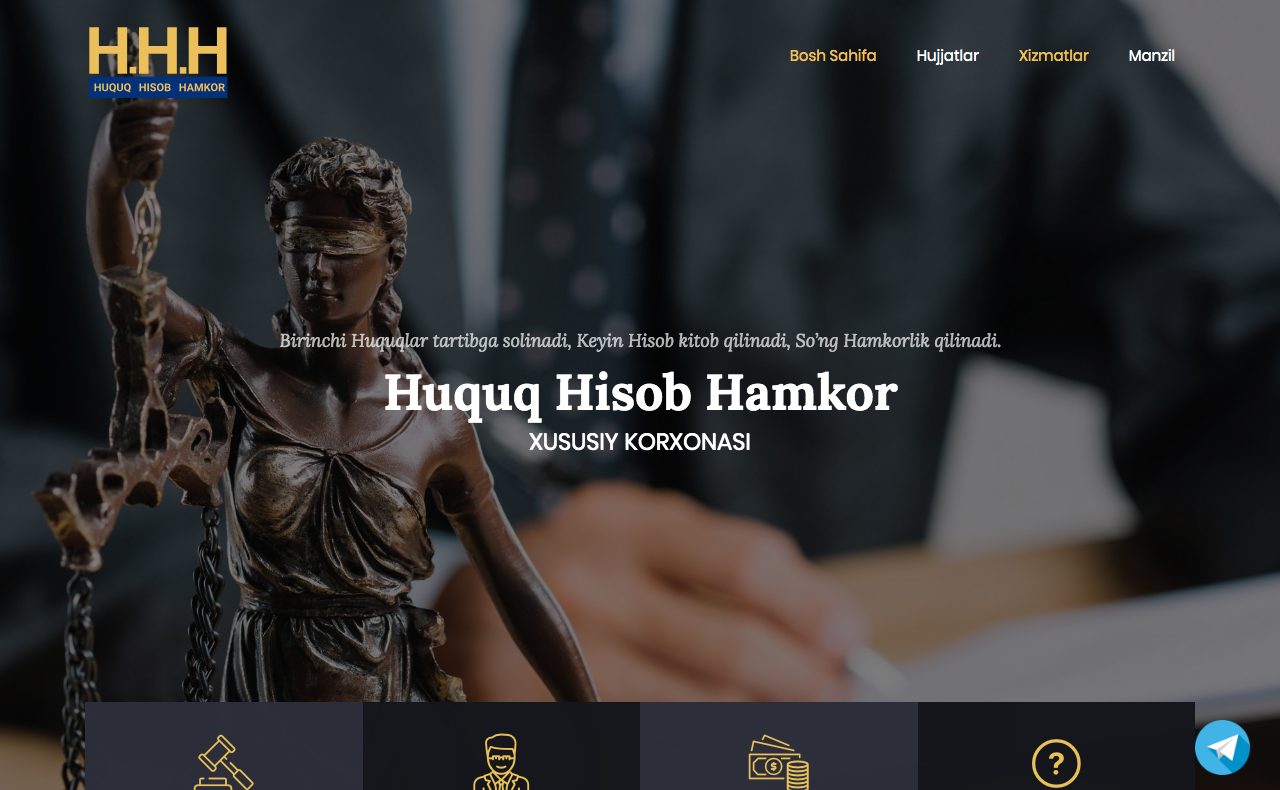 H.H.H
HUQUQ HISOB HAMKOR
Bosh Sahifa
Hujjatlar
Xizmatlar
Manzil
Birinchi Huquqlar tartibga solinadi, Keyin Hisob kitob qilinadi, So’ng Hamkorlik qilinadi.
Huquq Hisob Hamkor
XUSUSIY KORXONASI
$
?